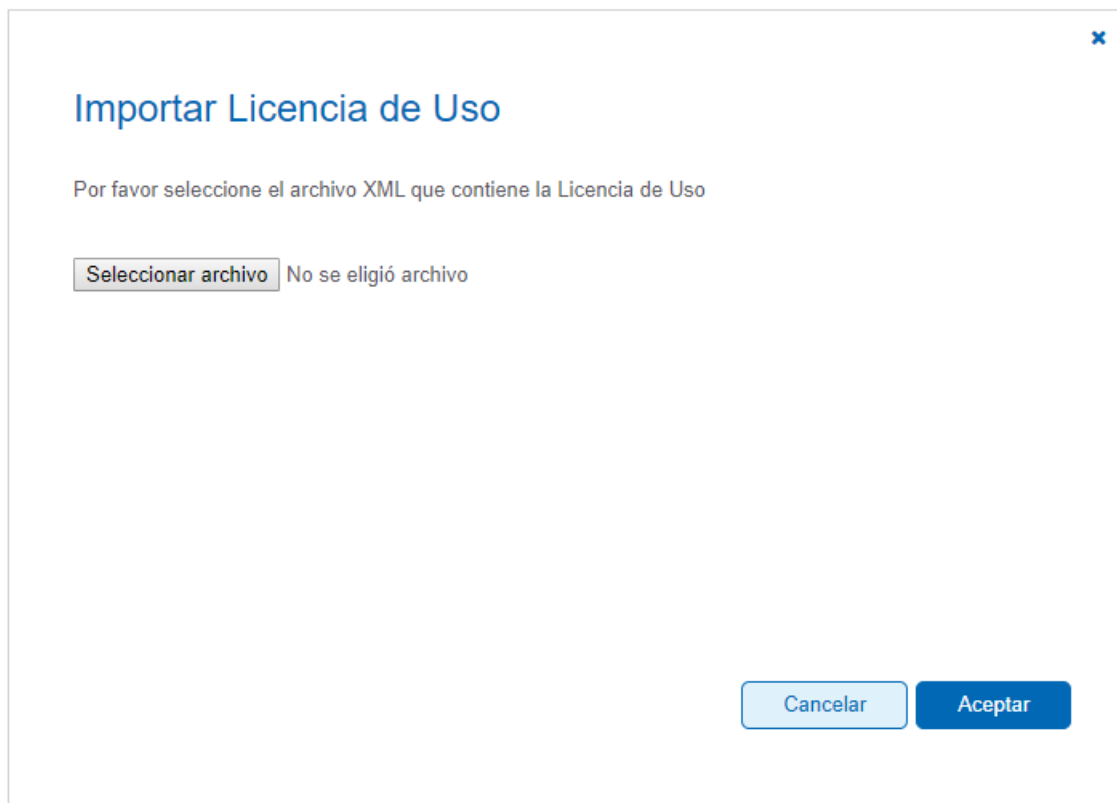 Importar Licencia de Uso
Por favor seleccione el archivo XML que contiene la Licencia de Uso
Seleccionar archivo No se eligió archivo
Cancelar Aceptar